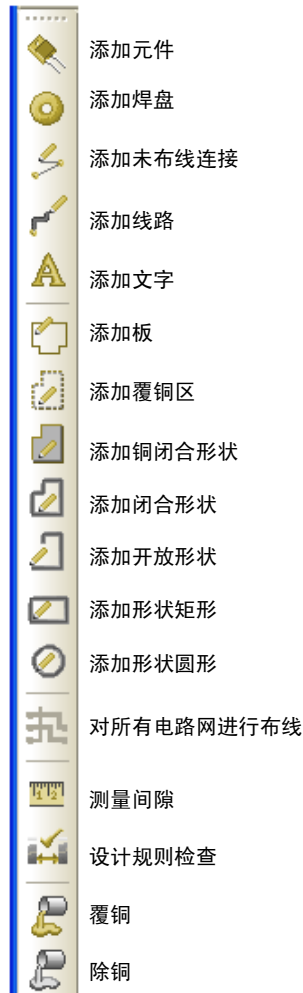 添加元件
添加焊盘
添加未布线连接
添加线路
添加文字
添加板
添加覆铜区
添加铜闭合形状
添加闭合形状
添加开放形状
添加形状矩形
添加形状圆形
对所有电路网进行布线
测量间隙
设计规则检查
覆铜
除铜